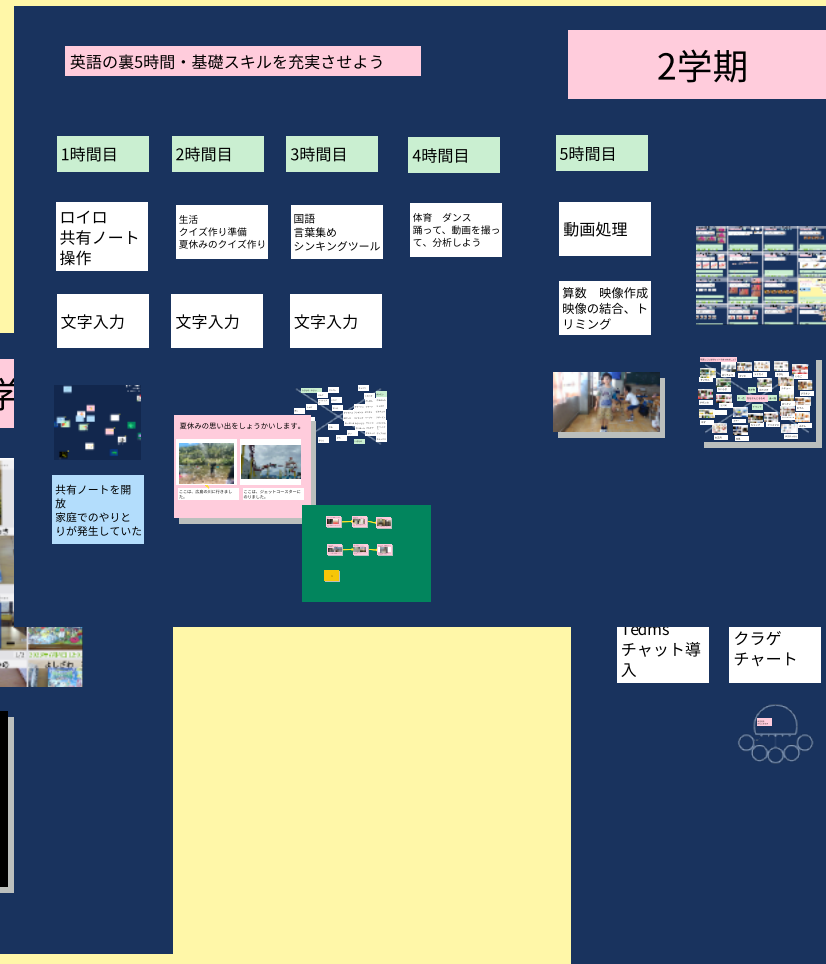 英語の裏5時間・基礎スキルを充実させよう
2学期
1時間目
2時間目
3時間目
4時間目
5時間目
ロイロ
共有ノート
操作
生活
クイズ作り準備
夏休みのクイズ作り
国語
言葉集め
シンキングツール
体育　ダンス
踊って、動画を撮っ
て、分析しよう
動画処理
文字入力
文字入力
文字入力
算数　映像作成
映像の結合、ト
リミング
学
夏休みの思い出をしょうかいします。
共有ノートを開
放
家庭でのやりと
りが発生していた
Teams
チャット導
入
クラゲ
チャート
よしざわ